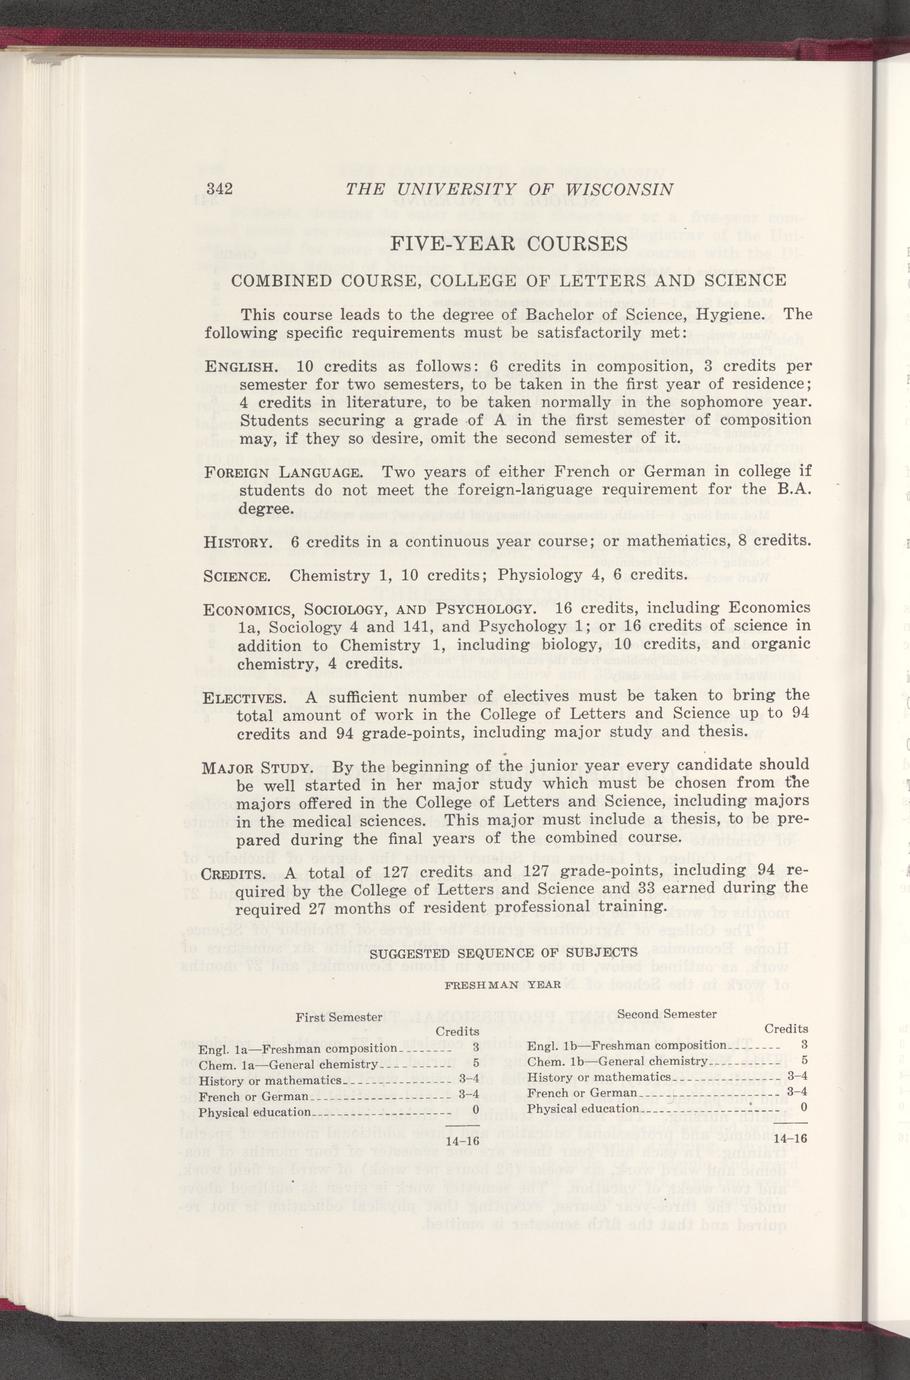 342 THE UNIVERSITY OF WISCONSIN
FIVE-YEAR COURSES
COMBINED COURSE, COLLEGE OF LETTERS AND SCIENCE
This course leads to the degree of Bachelor of Science, Hygiene. The
following specific requirements must be satisfactorily met:
ENGLISH. 10 credits as follows: 6 credits in composition, 3 credits per
semester for two semesters, to be taken in the first year of residence;
4 credits in literature, to be taken normally in the sophomore year.
Students securing a grade of A in the first semester of composition
may, if they so desire, omit the second semester of it.
FOREIGN LANGUAGE. Two years of either French or German in college if
students do not meet the foreign-language requirement for the B.A.
degree.
HISTORY. 6 credits in a continuous year course; or mathematics, 8 credits.
SCIENCE. Chemistry 1, 10 credits; Physiology 4, 6 credits.
ECONOMICS, SOCIOLOGY, AND PSYCHOLOGY. 16 credits, including Economics
1a, Sociology 4 and 141, and Psychology 1; or 16 credits of science in
addition to Chemistry 1, including biology, 10 credits, and organic
chemistry, 4 credits.
ELECTIVES. A sufficient number of electives must be taken to bring the
total amount of work in the College of Letters and Science up to 94
credits and 94 grade-points, including major study and thesis.
MAJOR STUDY. By the beginning of the junior year every candidate should
be well started in her major study which must be chosen from the
majors offered in the College of Letters and Science, including majors
in the medical sciences. This major must include a thesis, to be pre-
pared during the final years of the combined course.
CREDITS. A total of 127 credits and 127 grade-points, including 94 re-
quired by the College of Letters and Science and 33 earned during the
required 27 months of resident professional training.
SUGGESTED SEQUENCE OF SUBJECTS
FRESHMAN YEAR
First Semester
Credits
Engl. 1a—Freshman composition 3
Chem. 1a—General chemistry 5
History or mathematics 3–4
French or German 3–4
Physical education 0
14–16
Second Semester
Credits
Engl. 1b—Freshman composition 3
Chem. 1b—General chemistry 5
History or mathematics 3–4
French or German 3–4
Physical education 0
14–16